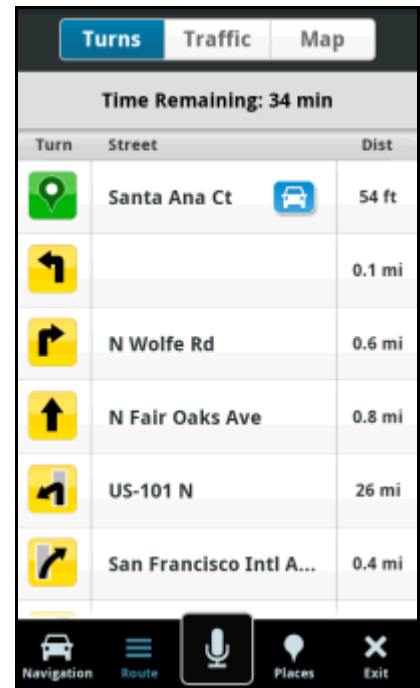 Turns Traffic Map
Time Remaining: 34 min
Turn Street Dist
Santa Ana Ct 54 ft
0.1 mi
N Wolfe Rd 0.6 mi
N Fair Oaks Ave 0.8 mi
US-101 N 26 mi
San Francisco Intl A... 0.4 mi
Navigation Route Places Exit